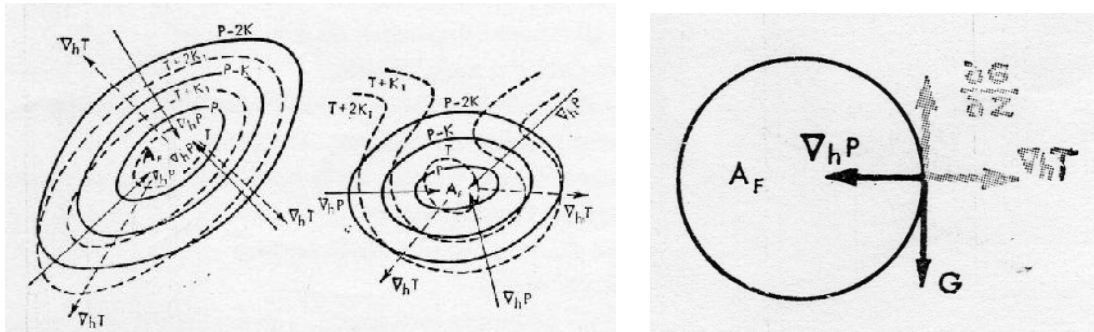 P-2K
∇hT
T+2K₁
P-K
T+K₁
P
∇hP
T
AF
∇hP
∇hP
∇hT
∇hT
T+K₁
P-2K
T+2K₁
∇hP
P-K
T
P
AF
∇hP
∇hT
∇hT
∇hP
∂G
∂Z
∇hP
AF
∇hT
G